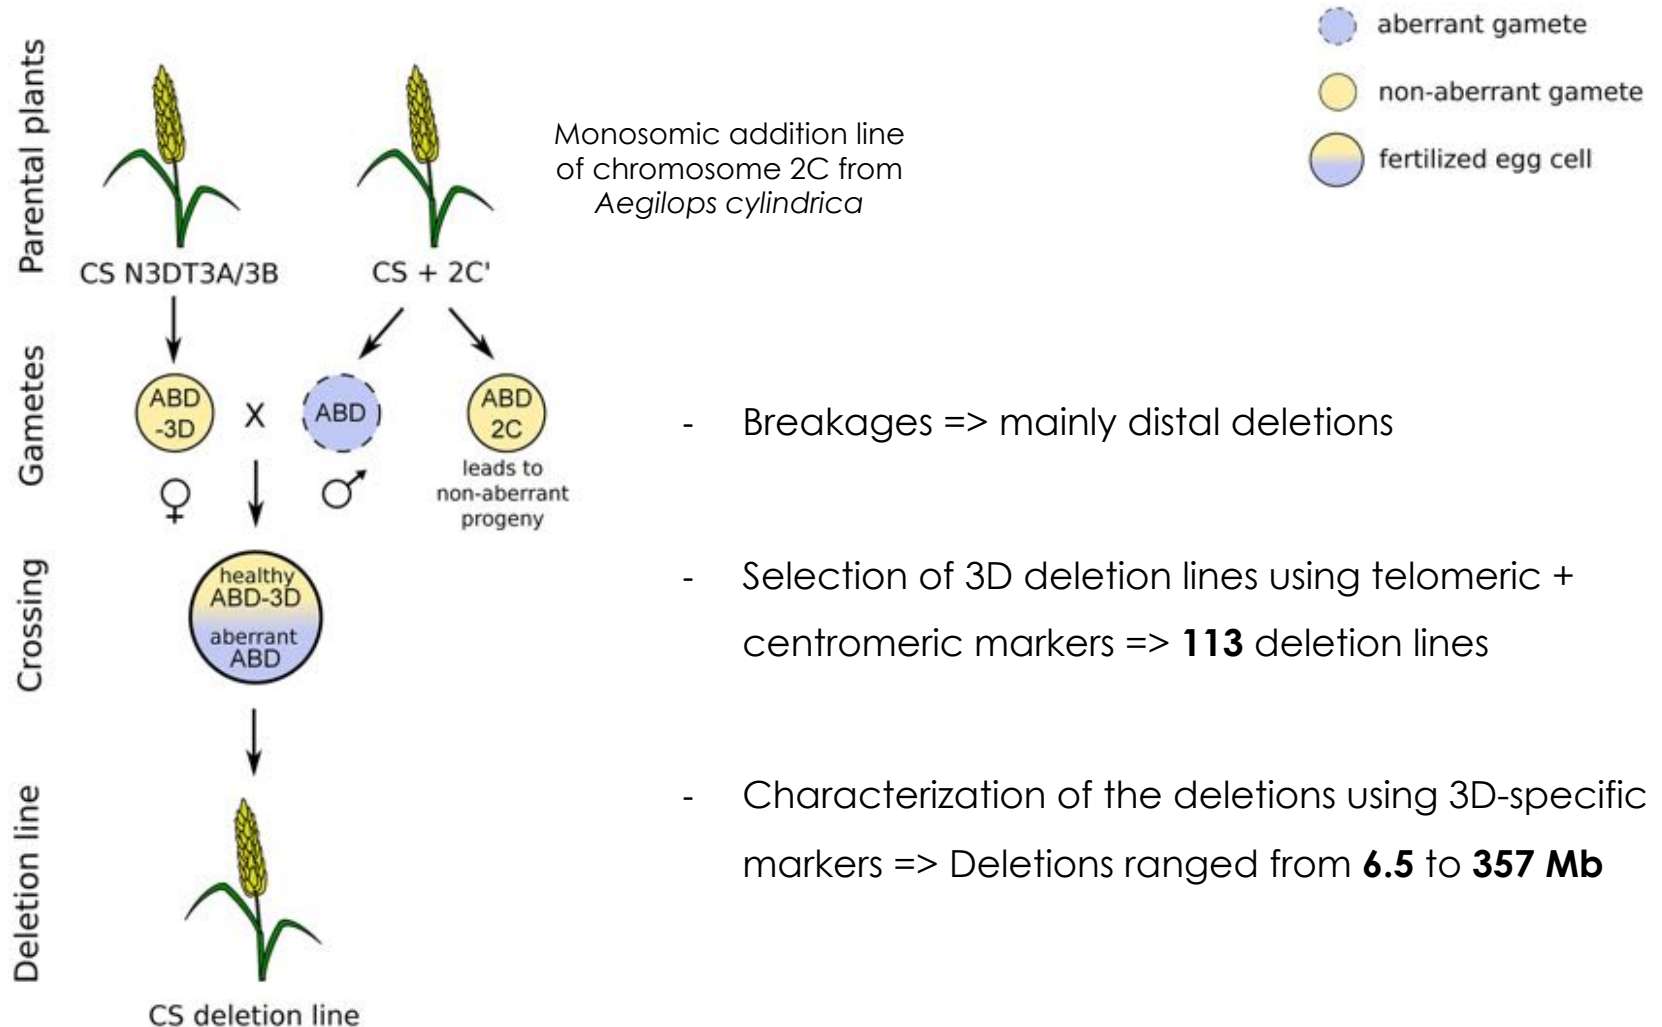 aberrant gamete
non-aberrant gamete
fertilized egg cell
Parental plants
Monosomic addition line
of chromosome 2C from
Aegilops cylindrica
CS N3DT3A/3B
CS + 2C'
Gametes
ABD
-3D
X
ABD
ABD
2C
♀
♂
leads to
non-aberrant
progeny
- Breakages => mainly distal deletions
Crossing
healthy
ABD-3D
aberrant
ABD
- Selection of 3D deletion lines using telomeric +
centromeric markers => 113 deletion lines
Deletion line
- Characterization of the deletions using 3D-specific
markers => Deletions ranged from 6.5 to 357 Mb
CS deletion line